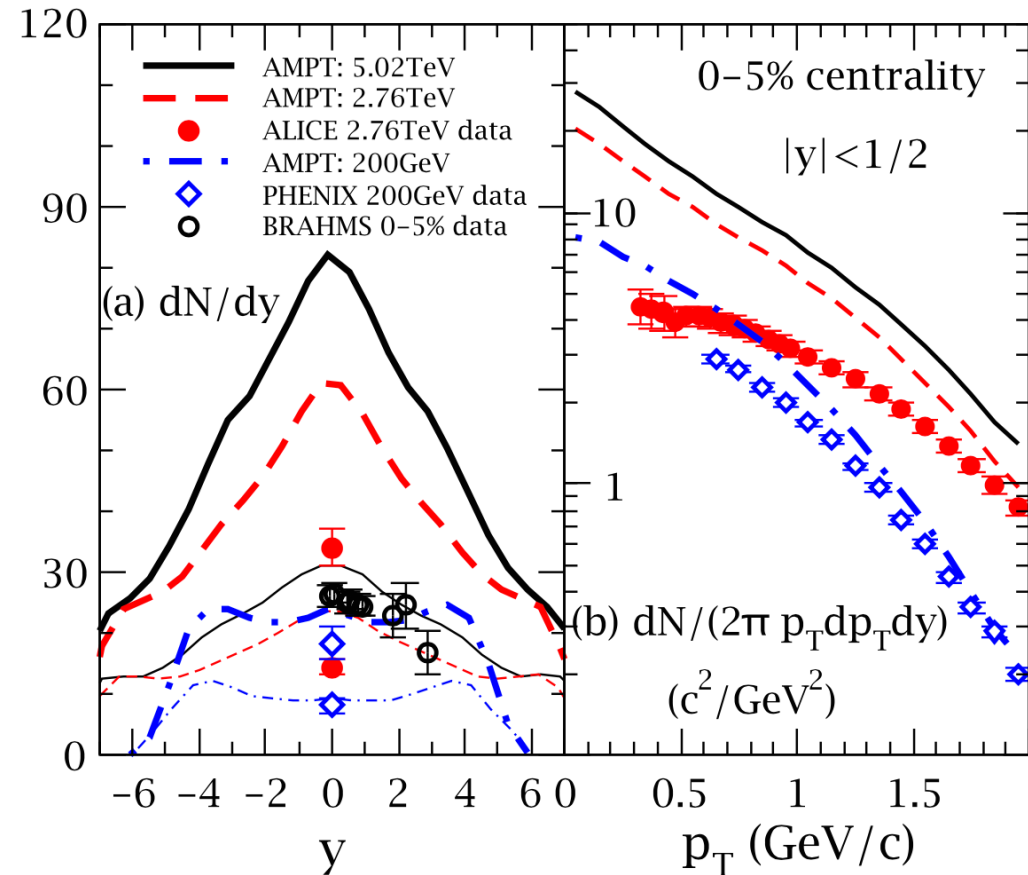 120
90
60
30
0
AMPT: 5.02TeV
AMPT: 2.76TeV
ALICE 2.76TeV data
AMPT: 200GeV
PHENIX 200GeV data
BRAHMS 0-5% data
(a) dN/dy
−6 −4 −2 0 2 4 6
y
0-5% centrality
|y|<1/2
10
1
(b) dN/(2π p_T dp_T dy)
(c²/GeV²)
0 0.5 1 1.5
p_T (GeV/c)